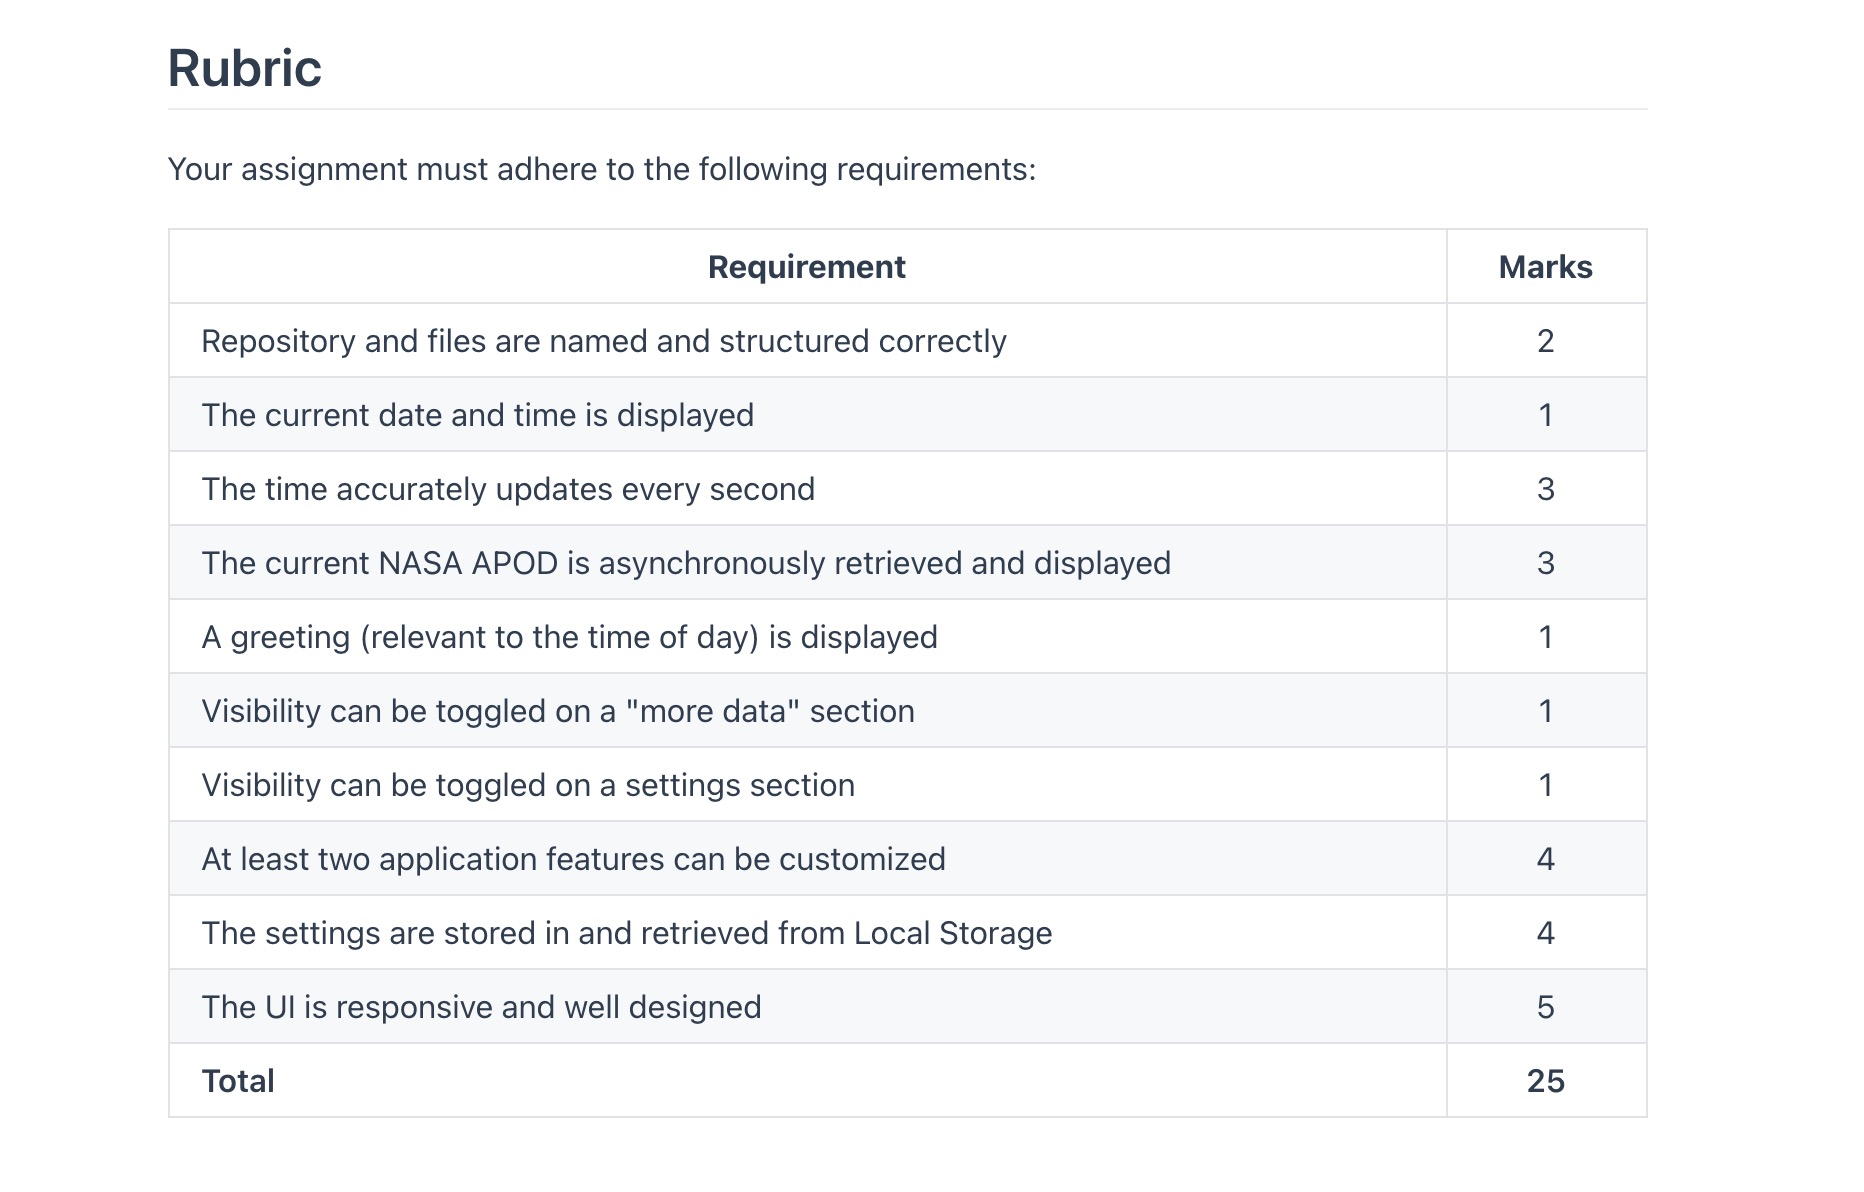 Rubric
Your assignment must adhere to the following requirements:
Requirement Marks
Repository and files are named and structured correctly 2
The current date and time is displayed 1
The time accurately updates every second 3
The current NASA APOD is asynchronously retrieved and displayed 3
A greeting (relevant to the time of day) is displayed 1
Visibility can be toggled on a "more data" section 1
Visibility can be toggled on a settings section 1
At least two application features can be customized 4
The settings are stored in and retrieved from Local Storage 4
The UI is responsive and well designed 5
Total 25